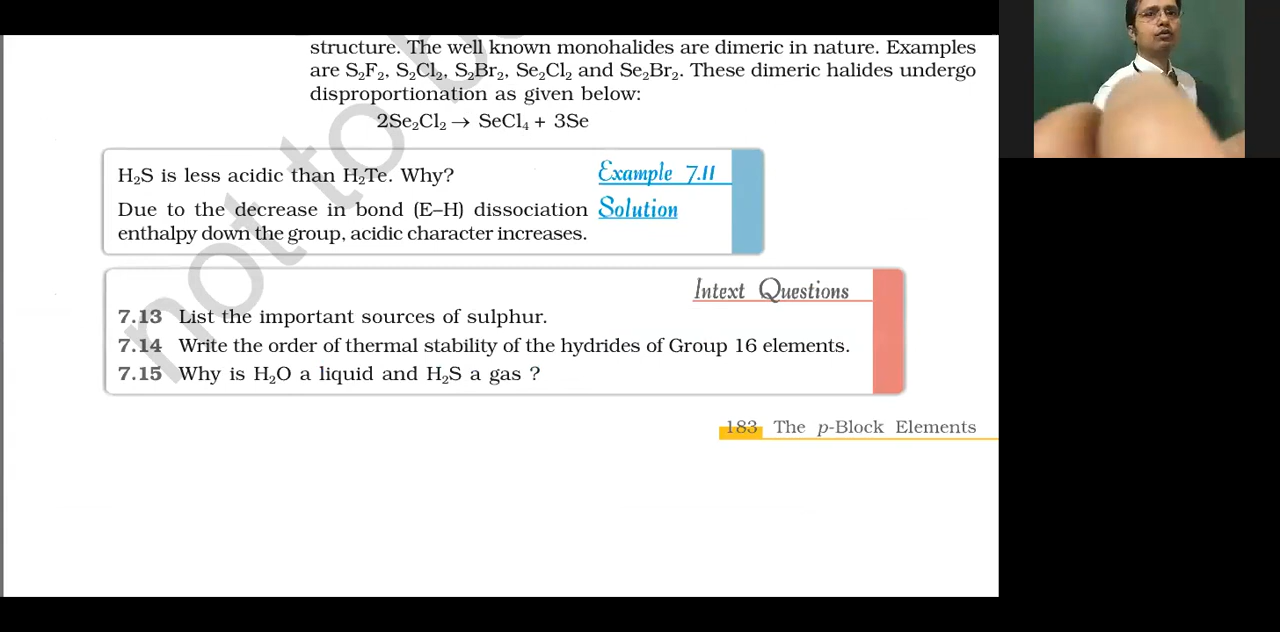 structure. The well known monohalides are dimeric in nature. Examples
are S₂F₂, S₂Cl₂, S₂Br₂, Se₂Cl₂ and Se₂Br₂. These dimeric halides undergo
disproportionation as given below:
2Se₂Cl₂ → SeCl₄ + 3Se
H₂S is less acidic than H₂Te. Why?
Example 7.11
Due to the decrease in bond (E–H) dissociation
Solution
enthalpy down the group, acidic character increases.
Intext Questions
7.13 List the important sources of sulphur.
7.14 Write the order of thermal stability of the hydrides of Group 16 elements.
7.15 Why is H₂O a liquid and H₂S a gas ?
183 The p-Block Elements
not to b